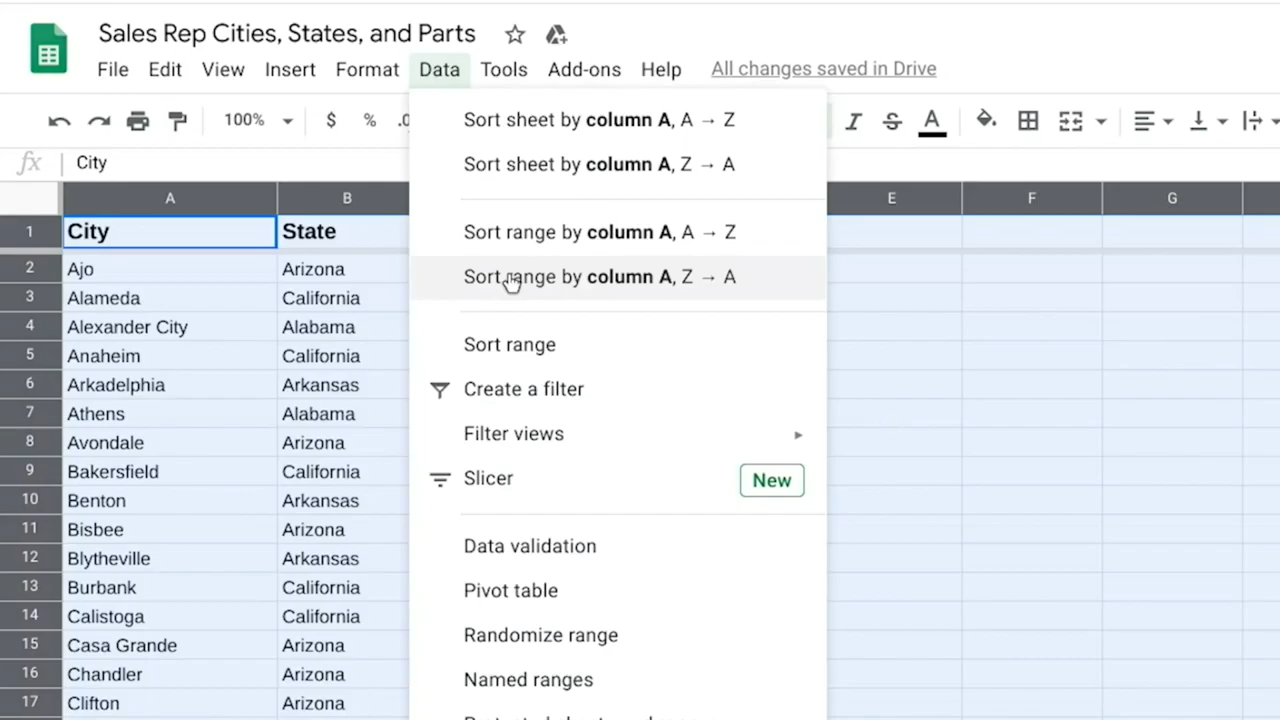 Sales Rep Cities, States, and Parts
File Edit View Insert Format Data Tools Add-ons Help All changes saved in Drive
100% $ % .0
fx City
A B E F G
1 City State
2 Ajo Arizona
3 Alameda California
4 Alexander City Alabama
5 Anaheim California
6 Arkadelphia Arkansas
7 Athens Alabama
8 Avondale Arizona
9 Bakersfield California
10 Benton Arkansas
11 Bisbee Arizona
12 Blytheville Arkansas
13 Burbank California
14 Calistoga California
15 Casa Grande Arizona
16 Chandler Arizona
17 Clifton Arizona
Sort sheet by column A, A → Z
Sort sheet by column A, Z → A
Sort range by column A, A → Z
Sort range by column A, Z → A
Sort range
Create a filter
Filter views
Slicer New
Data validation
Pivot table
Randomize range
Named ranges